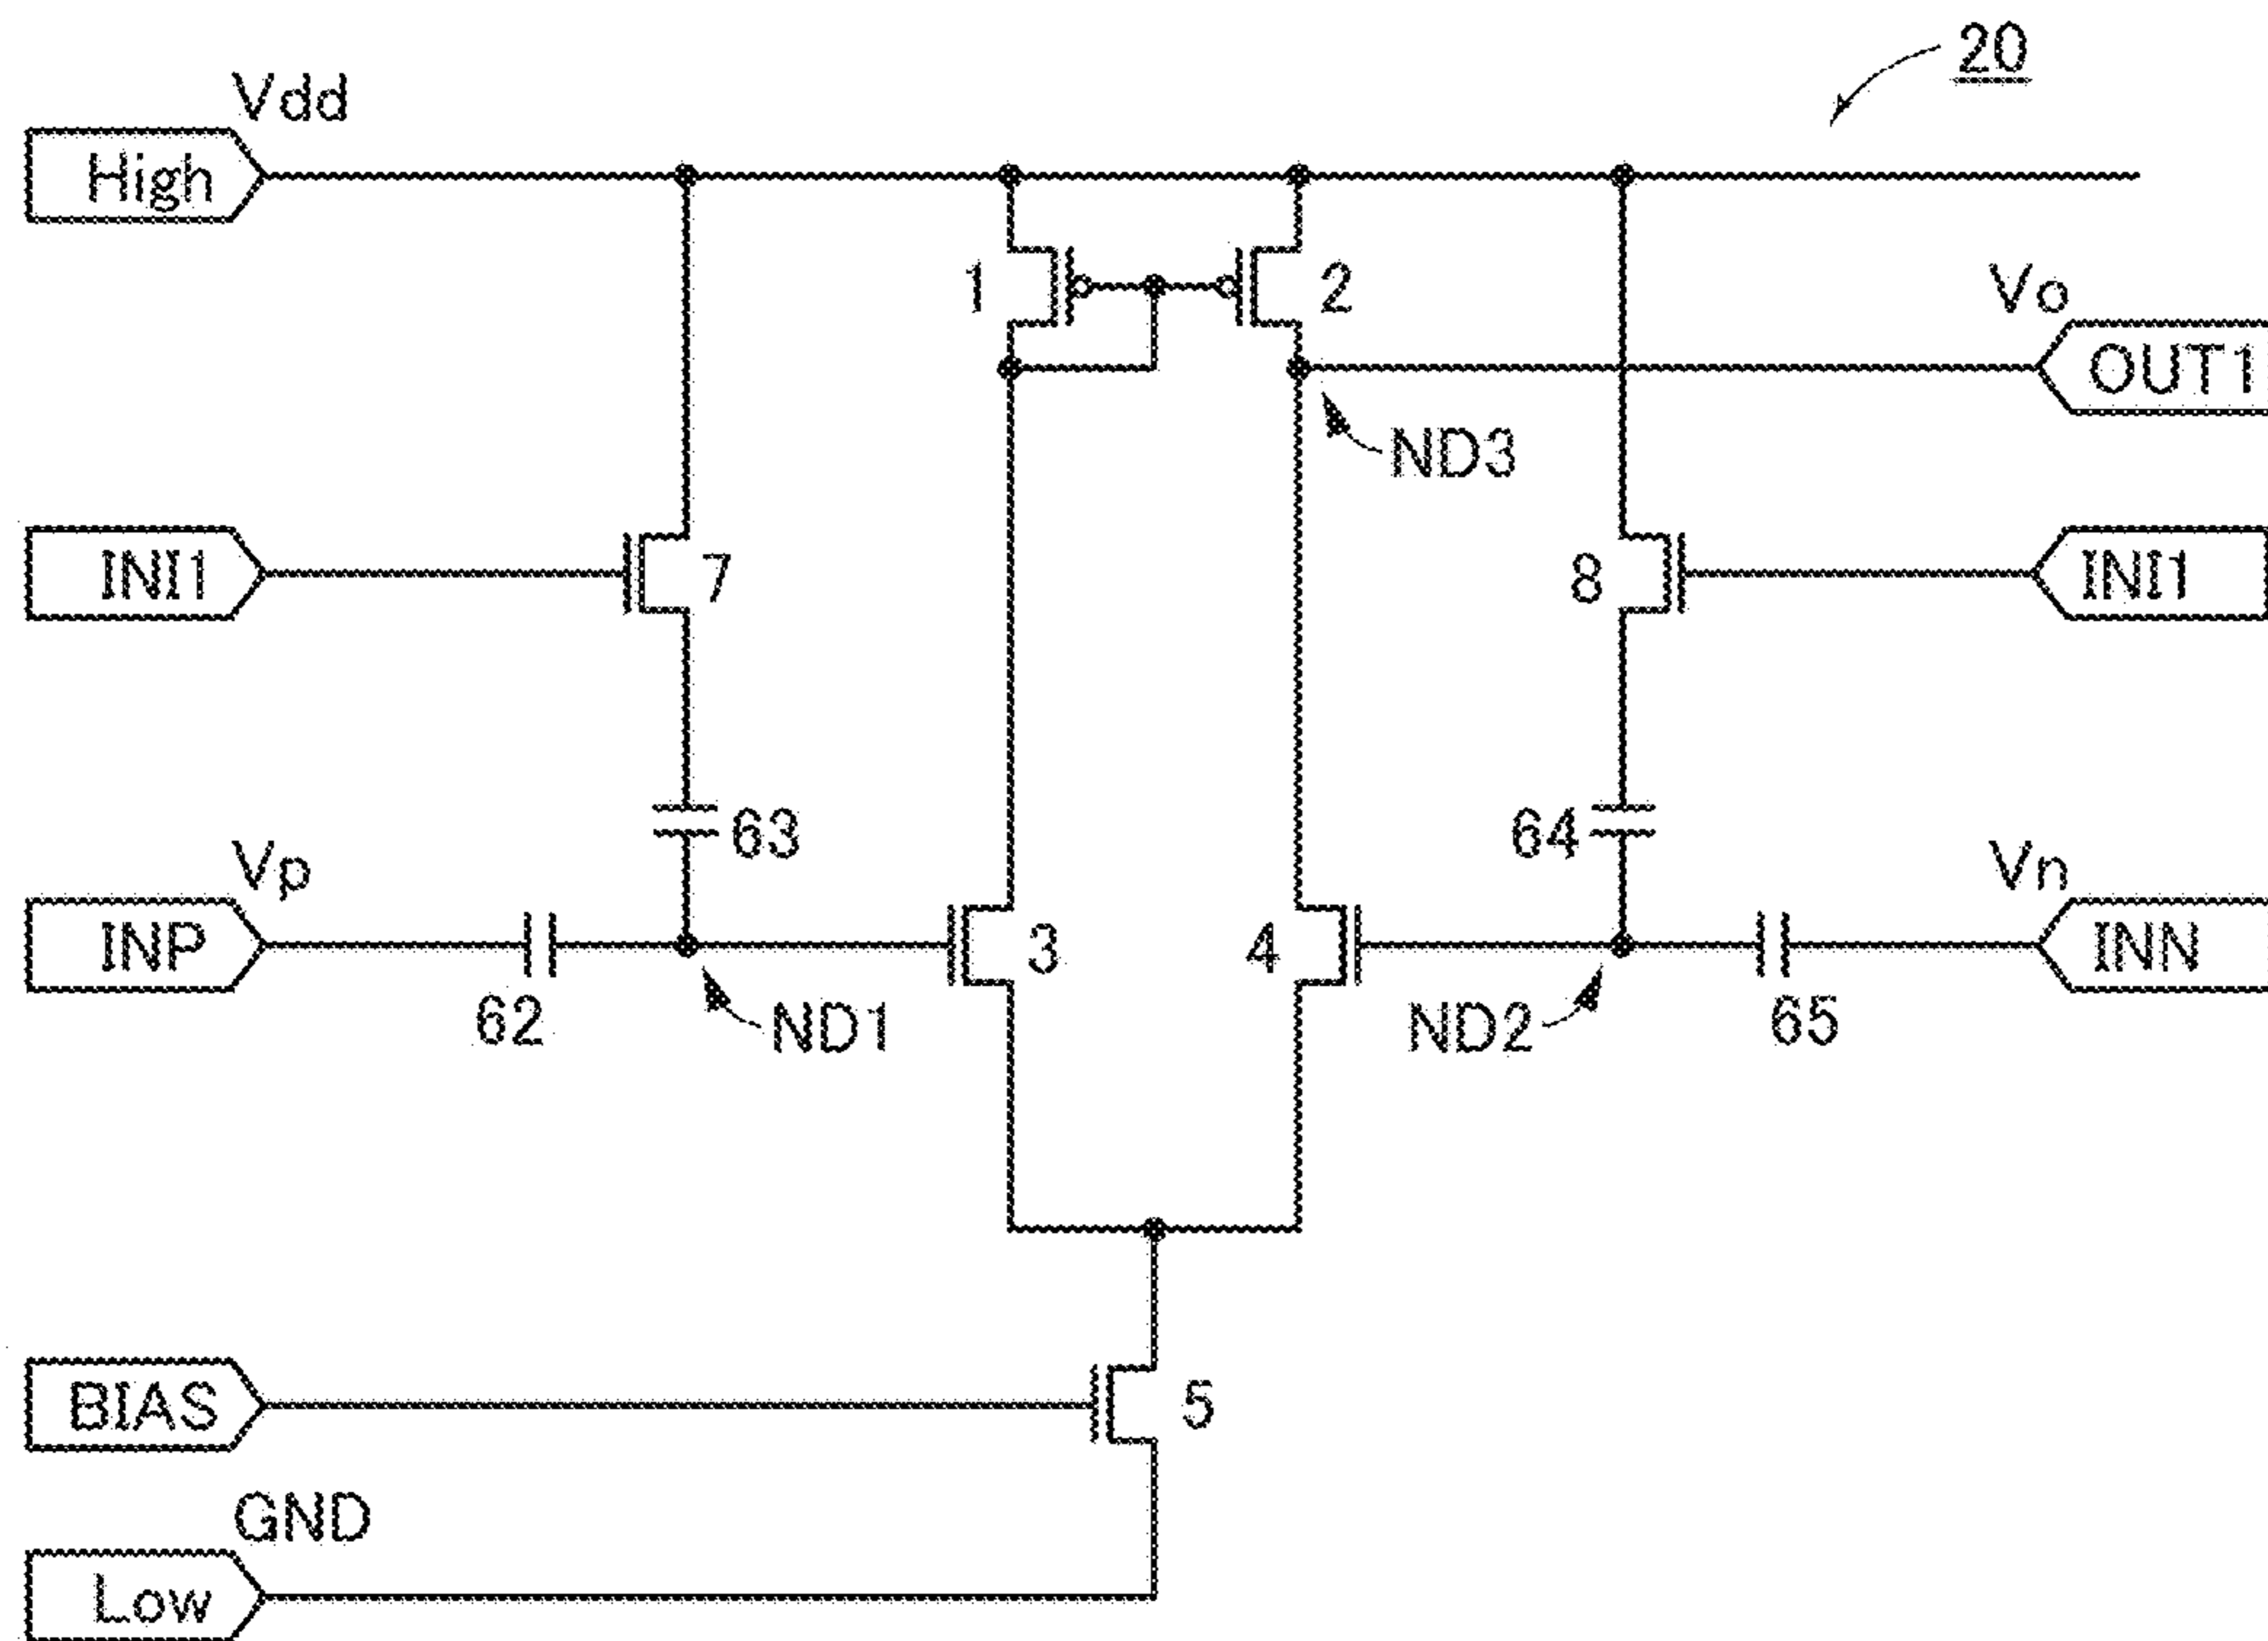 20
Vdd
High
1
2
Vo
OUT1
ND3
INI1
7
8
INI1
63
64
Vp
INP
3
4
Vn
INN
62
ND1
ND2
65
BIAS
5
GND
Low